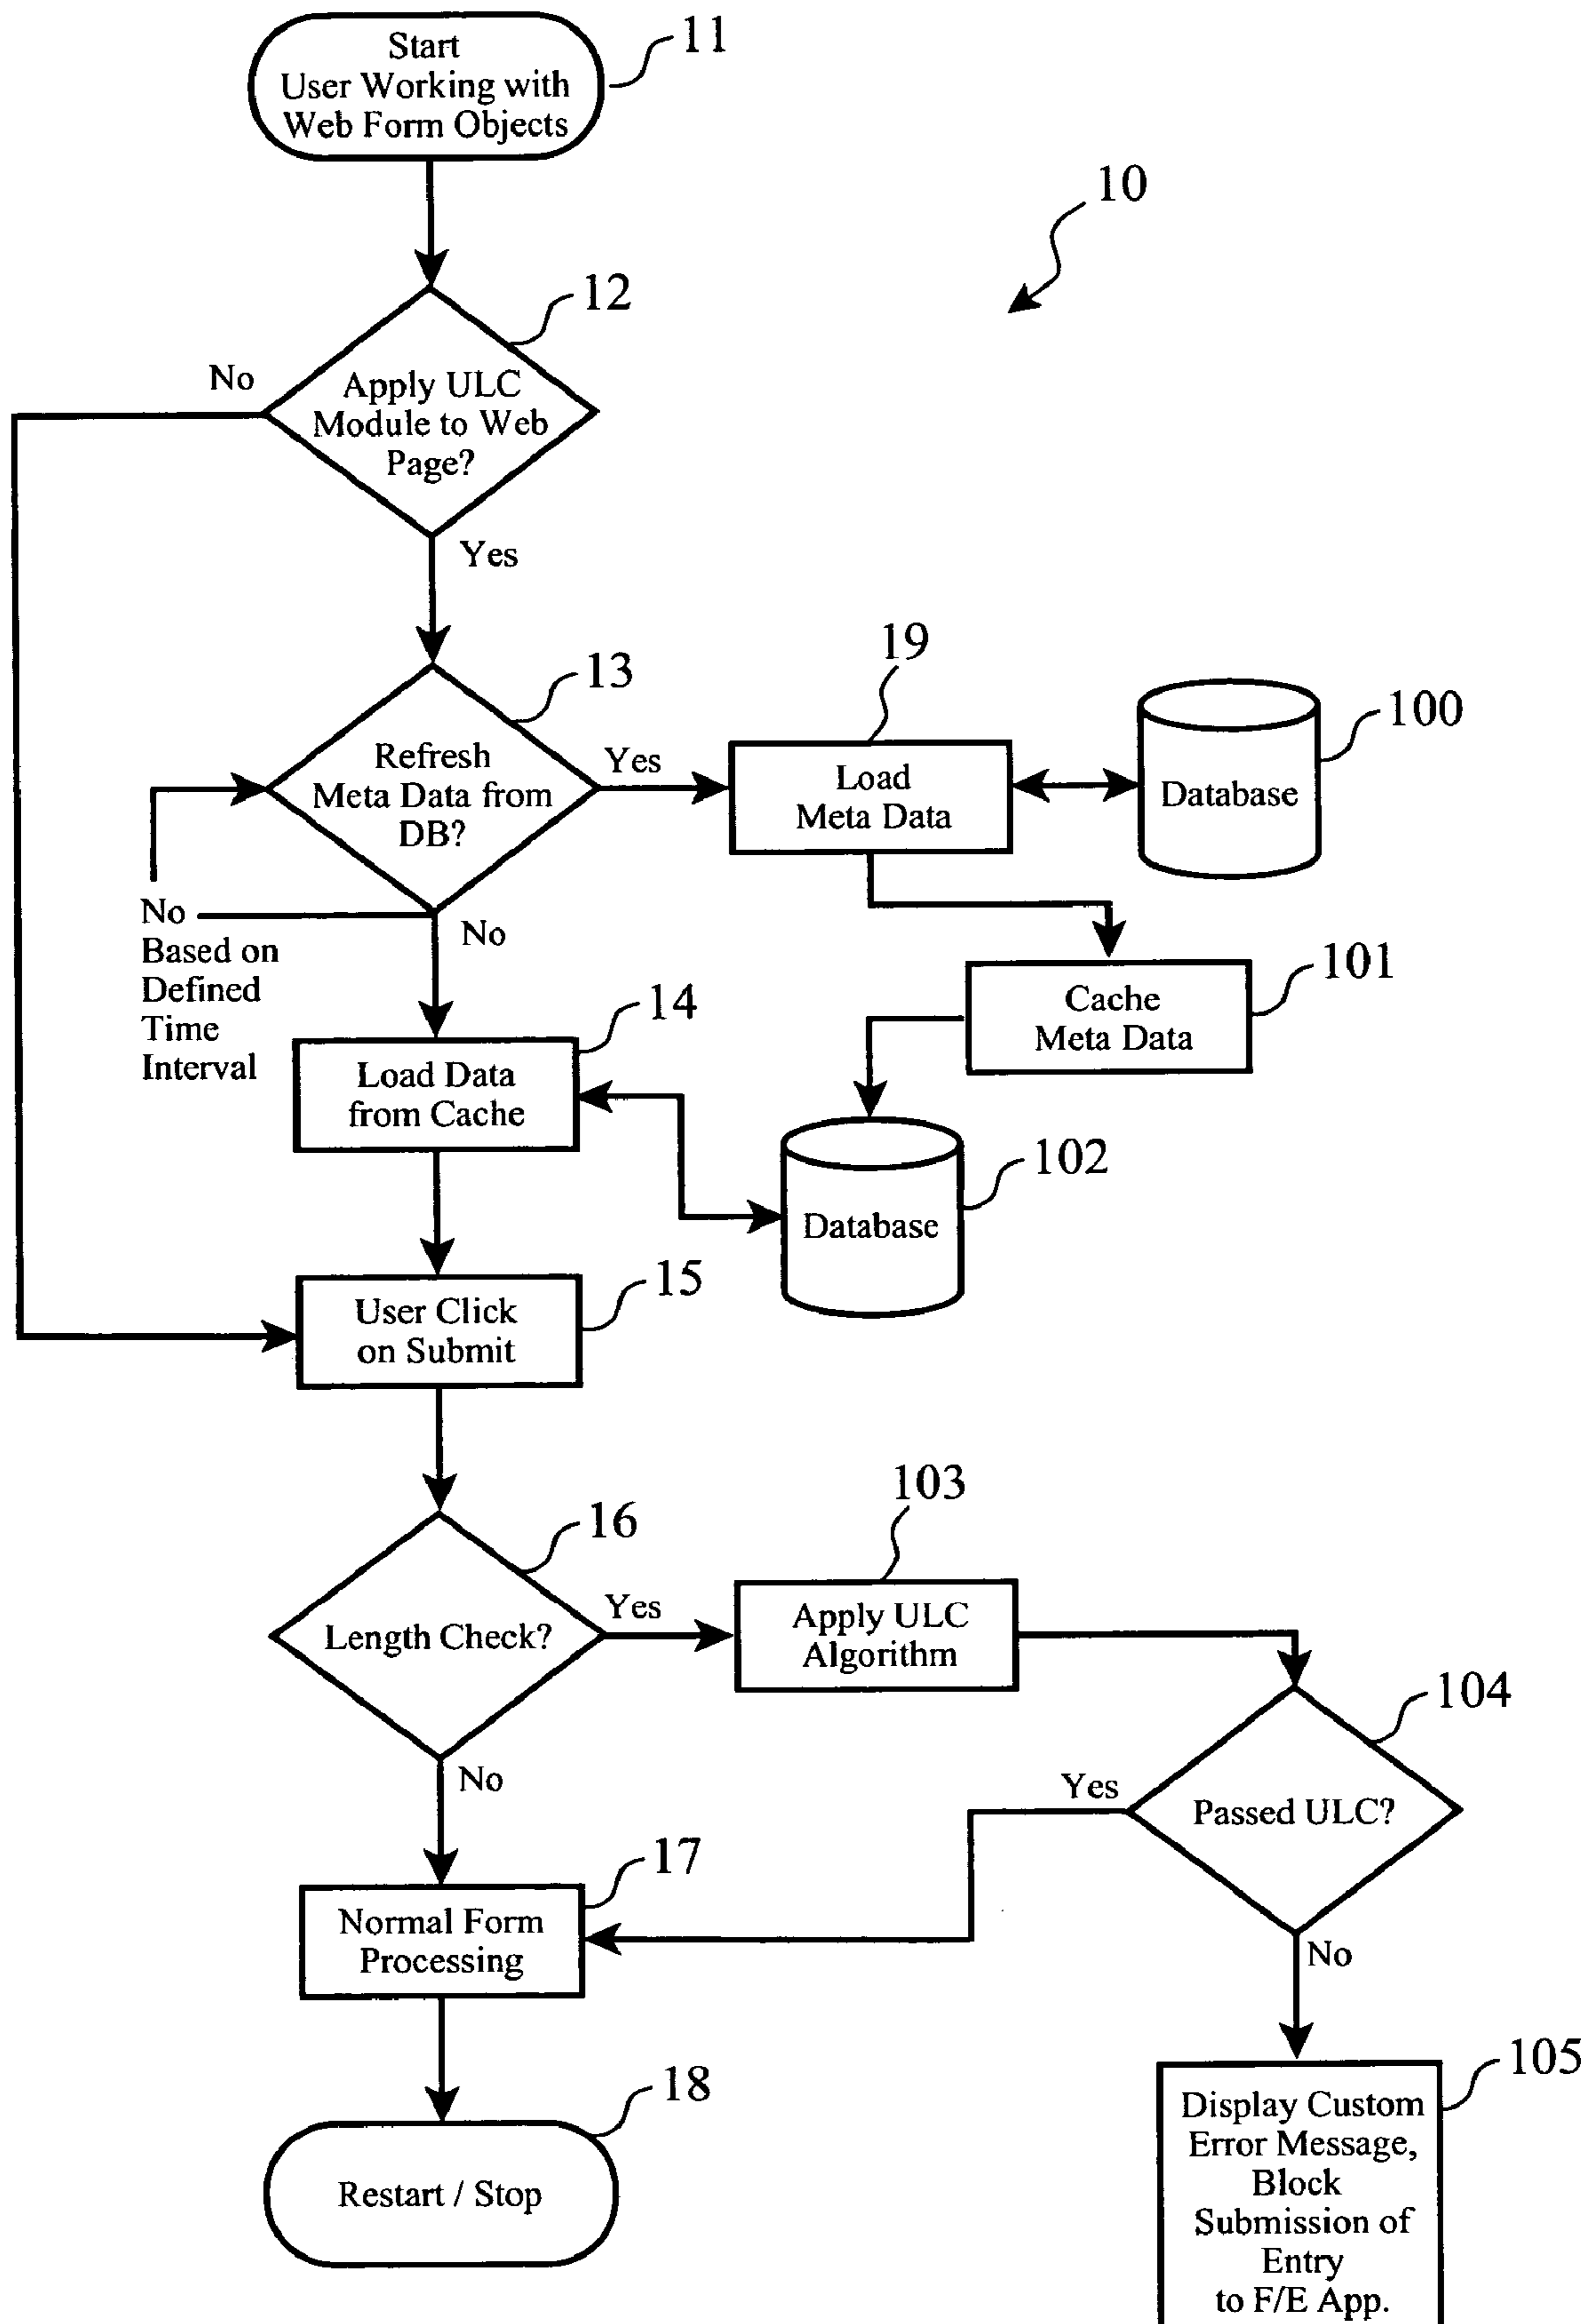 Start
User Working with
Web Form Objects
11
10
12
No
Apply ULC
Module to Web
Page?
Yes
13
Refresh
Meta Data from
DB?
Yes
19
Load
Meta Data
100
Database
No
Based on
Defined
Time
Interval
No
101
Cache
Meta Data
14
Load Data
from Cache
102
Database
15
User Click
on Submit
16
Length Check?
Yes
103
Apply ULC
Algorithm
104
Passed ULC?
Yes
No
No
17
Normal Form
Processing
18
Restart / Stop
105
Display Custom
Error Message,
Block
Submission of
Entry
to F/E App.